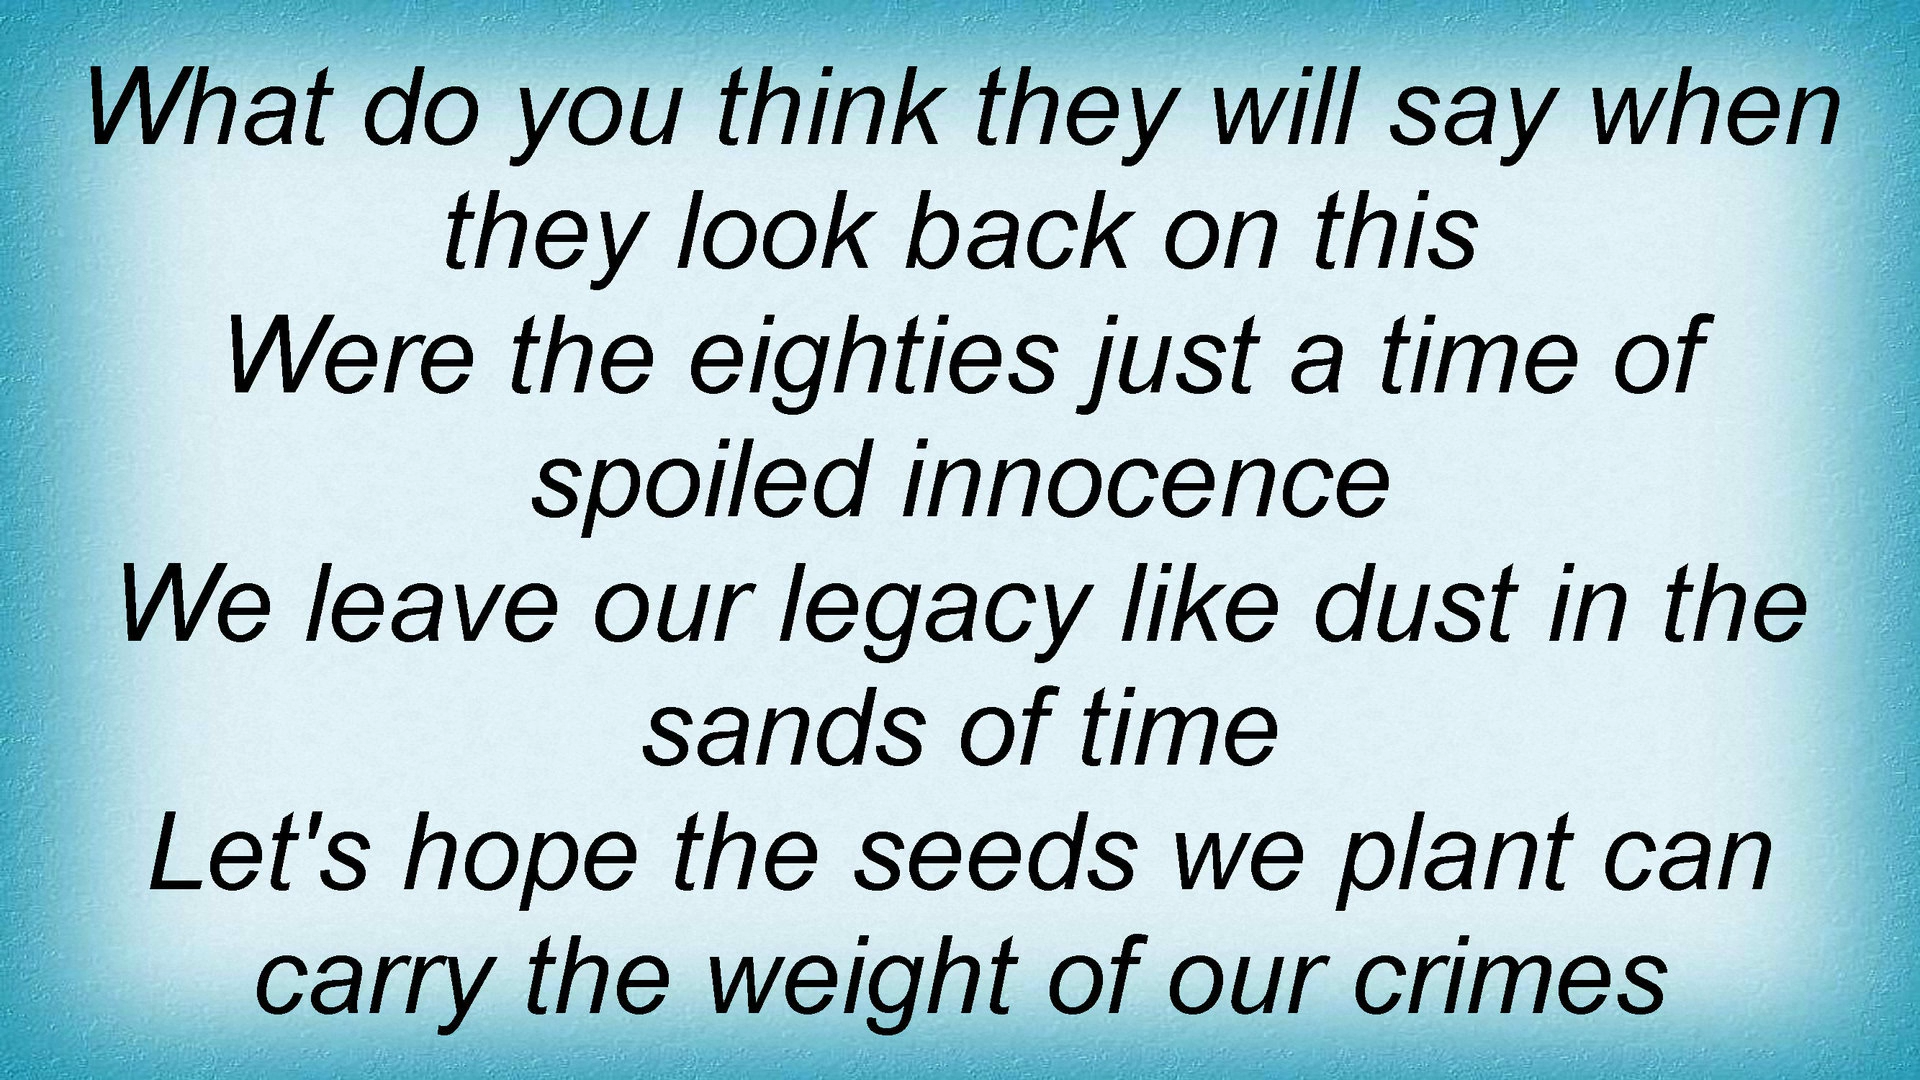 What do you think they will say when
they look back on this
Were the eighties just a time of
spoiled innocence
We leave our legacy like dust in the
sands of time
Let's hope the seeds we plant can
carry the weight of our crimes